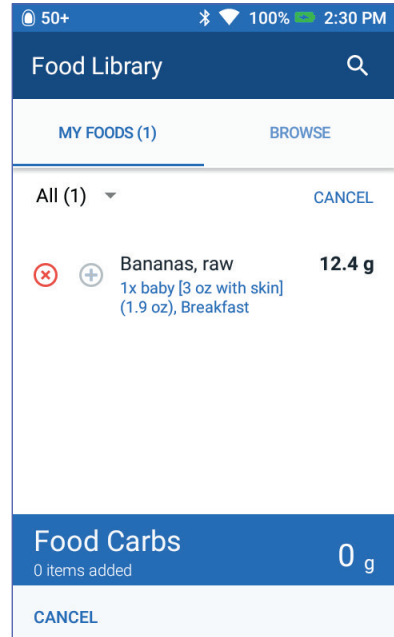 50+ 100% 2:30 PM
Food Library
MY FOODS (1) BROWSE
All (1) CANCEL
Bananas, raw 12.4 g
1x baby [3 oz with skin]
(1.9 oz), Breakfast
Food Carbs
0 g
0 items added
CANCEL